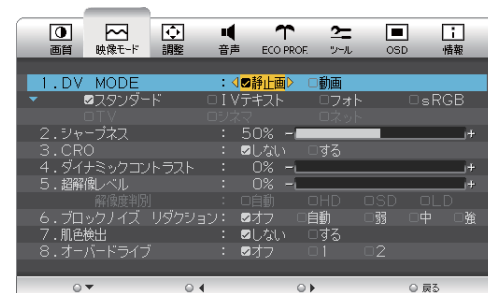 画質 映像モード 調整 音声 ECO PROF. ツール OSD 情報
1.DV MODE : ☑静止画 □動画
☑スタンダード □IVテキスト □フォト □sRGB
□TV □シネマ □ネット
2.シャープネス : 50% − +
3.CRO : ☑しない □する
4.ダイナミックコントラスト : 0% − +
5.超解像レベル : 0% − +
解像度判別 : □自動 □HD □SD □LD
6.ブロックノイズ リダクション: ☑オフ □自動 □弱 □中 □強
7.肌色検出 : ☑しない □する
8.オーバードライブ : ☑オフ □1 □2
戻る